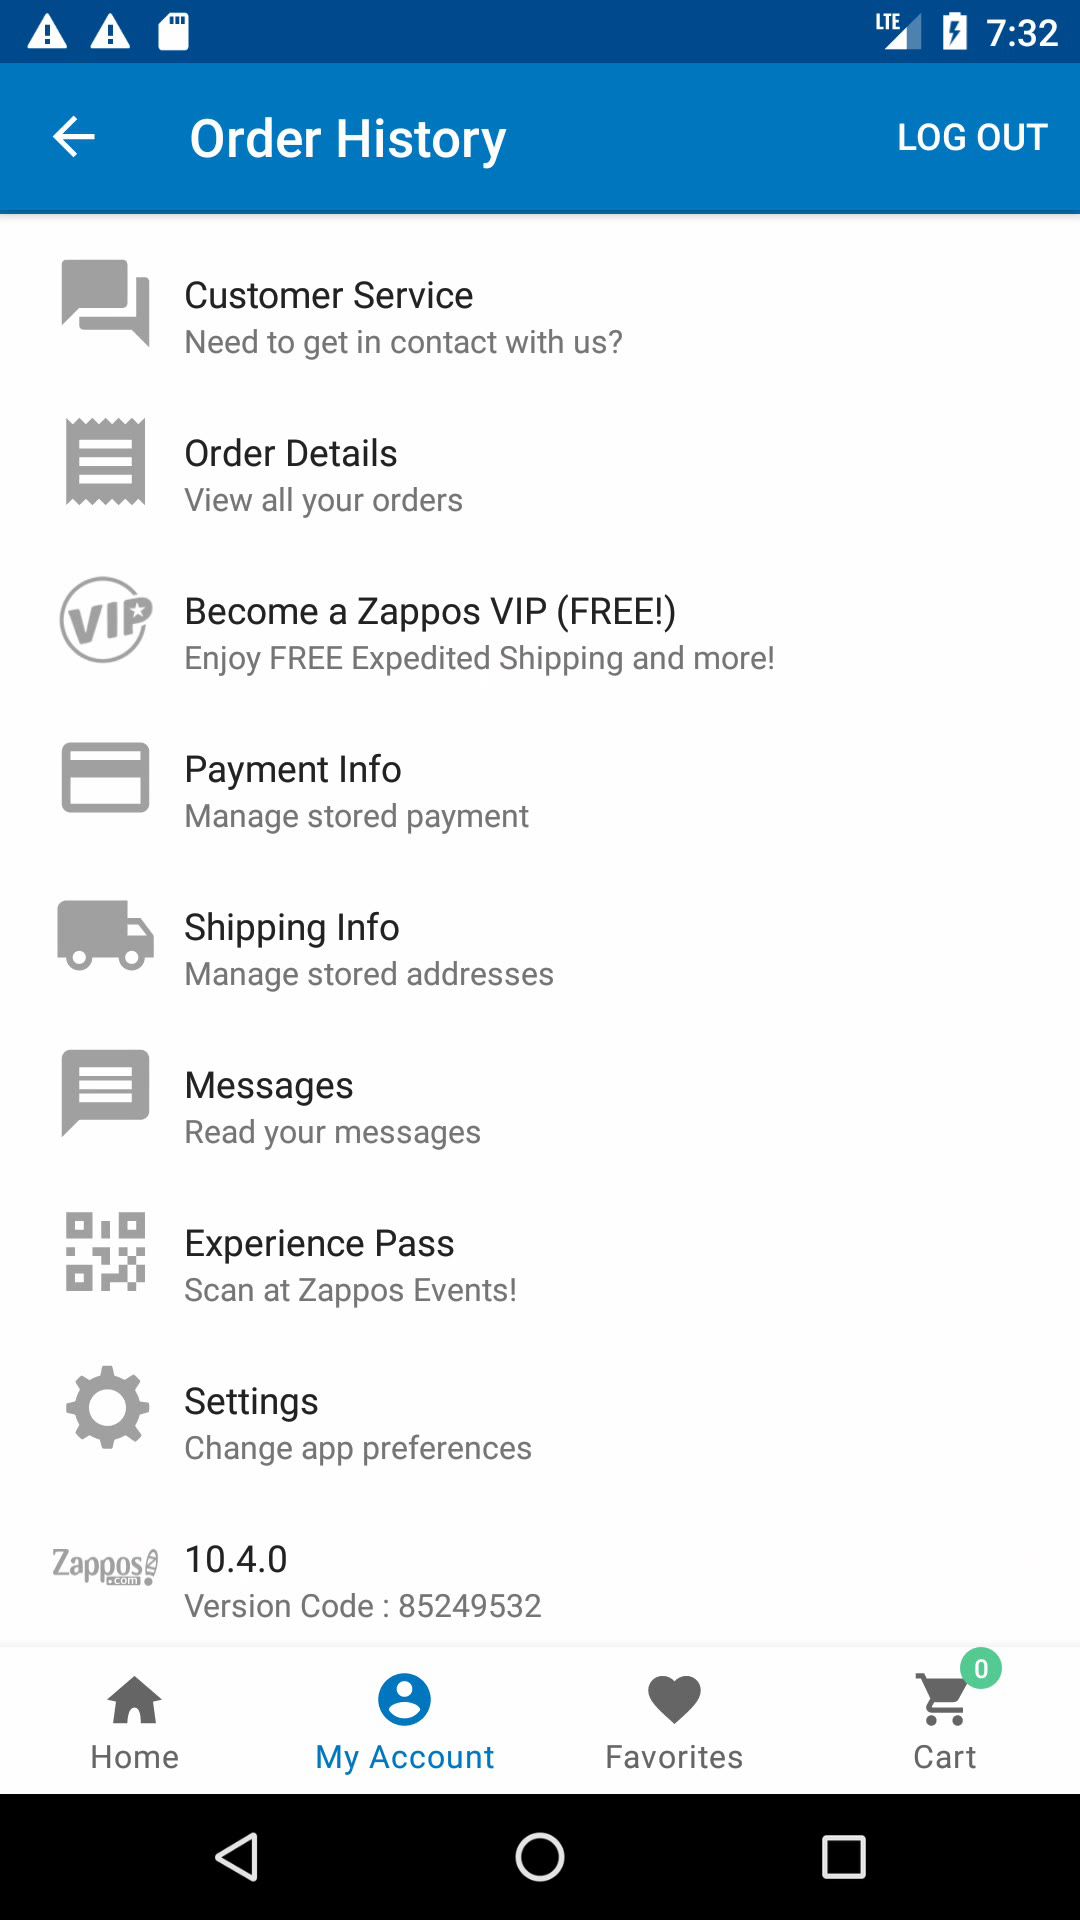 LTE 7:32
Order History LOG OUT
Customer Service
Need to get in contact with us?
Order Details
View all your orders
VIP
Become a Zappos VIP (FREE!)
Enjoy FREE Expedited Shipping and more!
Payment Info
Manage stored payment
Shipping Info
Manage stored addresses
Messages
Read your messages
Experience Pass
Scan at Zappos Events!
Settings
Change app preferences
Zappos!
.com
10.4.0
Version Code : 85249532
0
Home My Account Favorites Cart